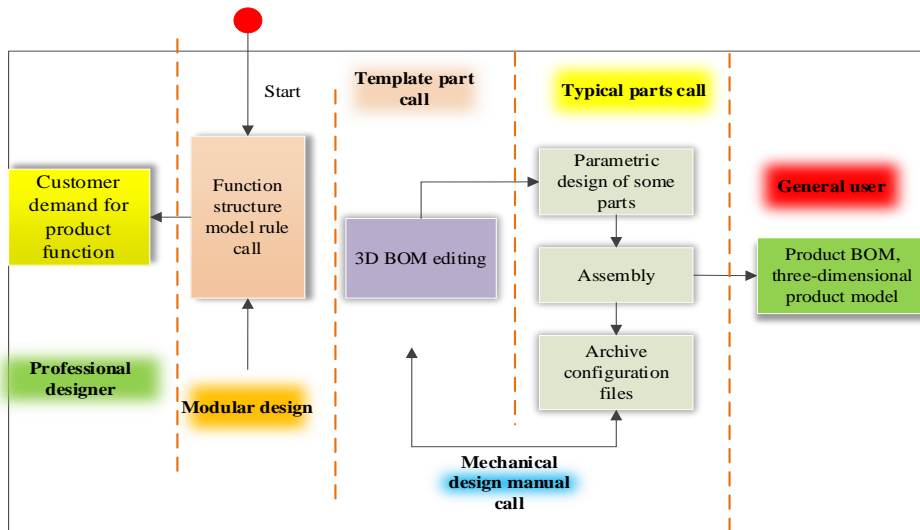 Start
Customer
demand for
product
function
Professional
designer
Function
structure
model rule
call
Modular design
Template part
call
3D BOM editing
Typical parts call
Parametric
design of some
parts
Assembly
Archive
configuration
files
Mechanical
design manual
call
General user
Product BOM,
three-dimensional
product model